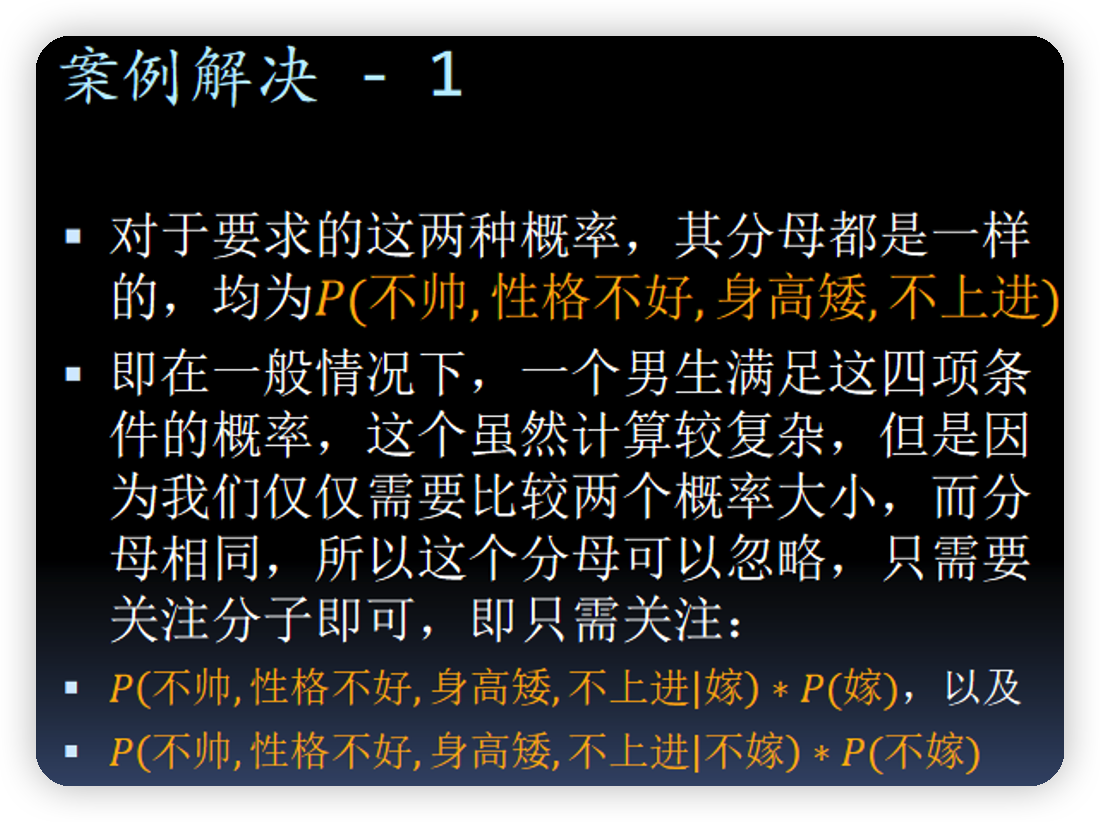 案例解决 - 1
▪ 对于要求的这两种概率，其分母都是一样
的，均为P(不帅,性格不好,身高矮,不上进)
▪ 即在一般情况下，一个男生满足这四项条
件的概率，这个虽然计算较复杂，但是因
为我们仅仅需要比较两个概率大小，而分
母相同，所以这个分母可以忽略，只需要
关注分子即可，即只需关注：
▪ P(不帅,性格不好,身高矮,不上进|嫁) * P(嫁)，以及
▪ P(不帅,性格不好,身高矮,不上进|不嫁) * P(不嫁)